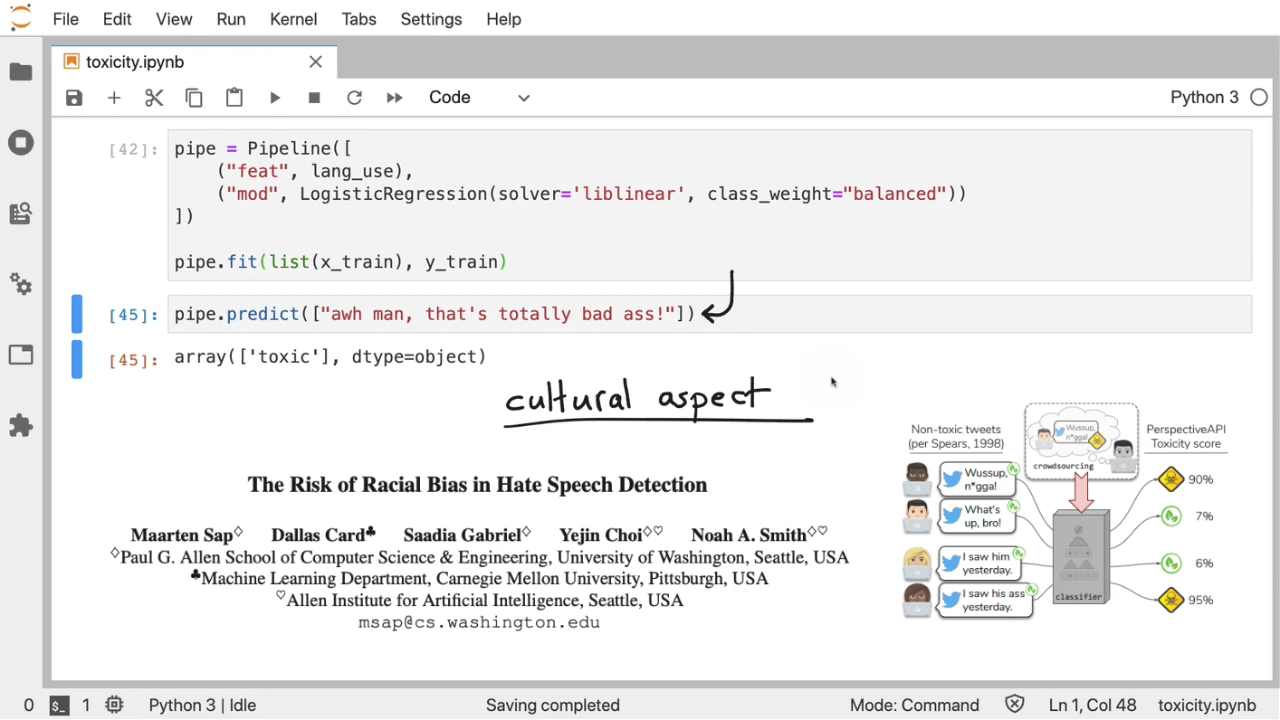 File Edit View Run Kernel Tabs Settings Help
toxicity.ipynb
Code
Python 3
[42]:
pipe = Pipeline([
("feat", lang_use),
("mod", LogisticRegression(solver='liblinear', class_weight="balanced"))
])
pipe.fit(list(x_train), y_train)
[45]:
pipe.predict(["awh man, that's totally bad ass!"])
[45]:
array(['toxic'], dtype=object)
cultural aspect
The Risk of Racial Bias in Hate Speech Detection
Maarten Sap♢ Dallas Card♣ Saadia Gabriel♢ Yejin Choi♢♡ Noah A. Smith♢♡
♢Paul G. Allen School of Computer Science & Engineering, University of Washington, Seattle, USA
♣Machine Learning Department, Carnegie Mellon University, Pittsburgh, USA
♡Allen Institute for Artificial Intelligence, Seattle, USA
msap@cs.washington.edu
Non-toxic tweets
(per Spears, 1998)
Wussup,
n*gga!
crowdsourcing
PerspectiveAPI
Toxicity score
Wussup,
n*gga!
90%
What's
up, bro!
7%
I saw him
yesterday.
6%
I saw his ass
yesterday.
95%
classifier
0 $_ 1 Python 3 | Idle Saving completed Mode: Command Ln 1, Col 48 toxicity.ipynb